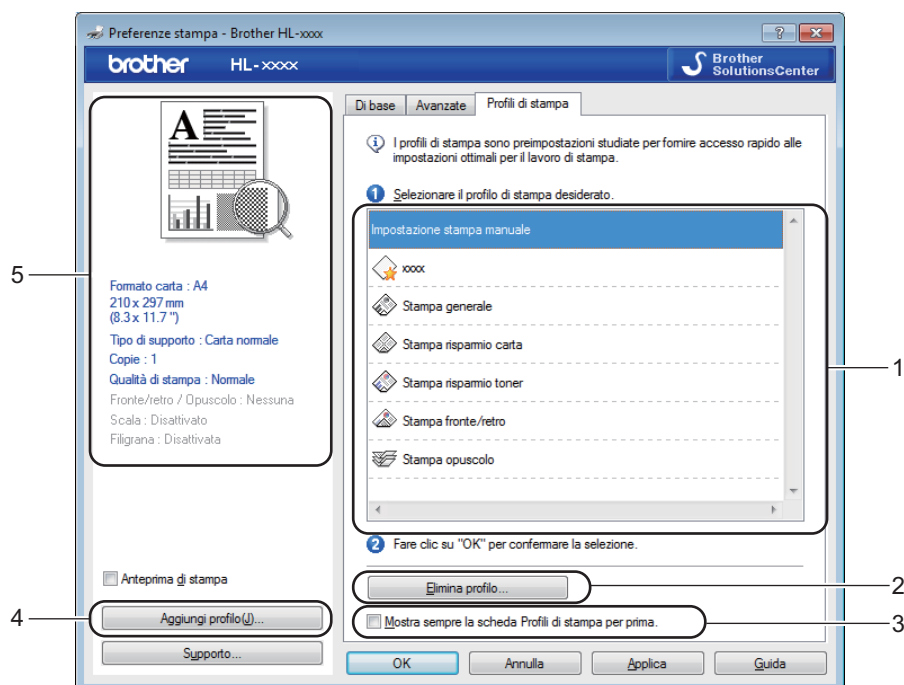 Preferenze stampa - Brother HL-xxxx
brother HL-xxxx
Brother
SolutionsCenter
A
Formato carta : A4
210 x 297 mm
(8.3 x 11.7 ")
Tipo di supporto : Carta normale
Copie : 1
Qualità di stampa : Normale
Fronte/retro / Opuscolo : Nessuna
Scala : Disattivato
Filigrana : Disattivata
Anteprima di stampa
Aggiungi profilo(J)...
Supporto...
Di base Avanzate Profili di stampa
I profili di stampa sono preimpostazioni studiate per fornire accesso rapido alle
impostazioni ottimali per il lavoro di stampa.
1 Selezionare il profilo di stampa desiderato.
Impostazione stampa manuale
xxxx
Stampa generale
Stampa risparmio carta
Stampa risparmio toner
Stampa fronte/retro
Stampa opuscolo
2 Fare clic su "OK" per confermare la selezione.
Elimina profilo...
Mostra sempre la scheda Profili di stampa per prima.
OK Annulla Applica Guida
5
4
1
2
3